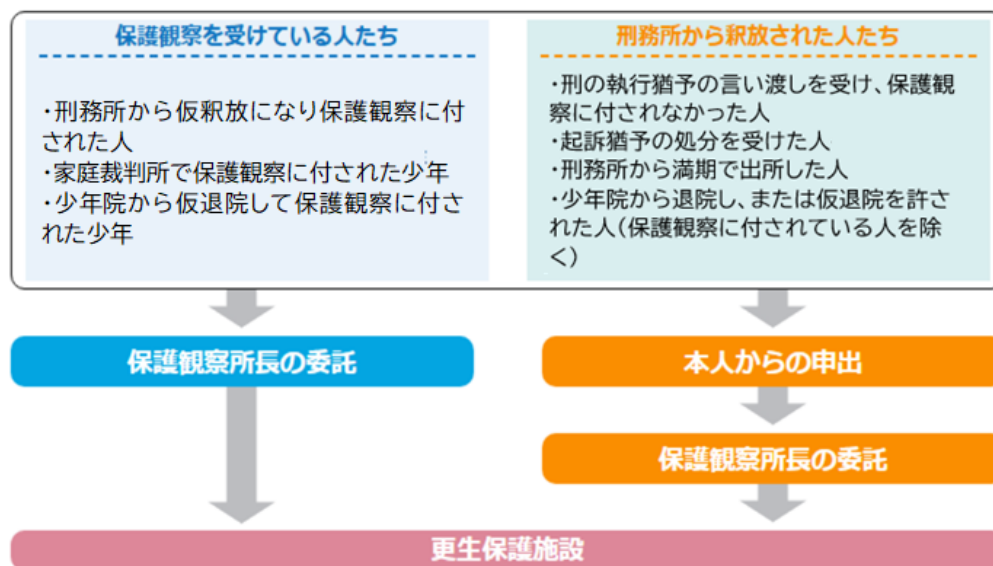 保護観察を受けている人たち
・刑務所から仮釈放になり保護観察に付
された人
・家庭裁判所で保護観察に付された少年
・少年院から仮退院して保護観察に付さ
れた少年
刑務所から釈放された人たち
・刑の執行猶予の言い渡しを受け、保護観
察に付されなかった人
・起訴猶予の処分を受けた人
・刑務所から満期で出所した人
・少年院から退院し、または仮退院を許さ
れた人(保護観察に付されている人を除
く)
保護観察所長の委託
本人からの申出
保護観察所長の委託
更生保護施設